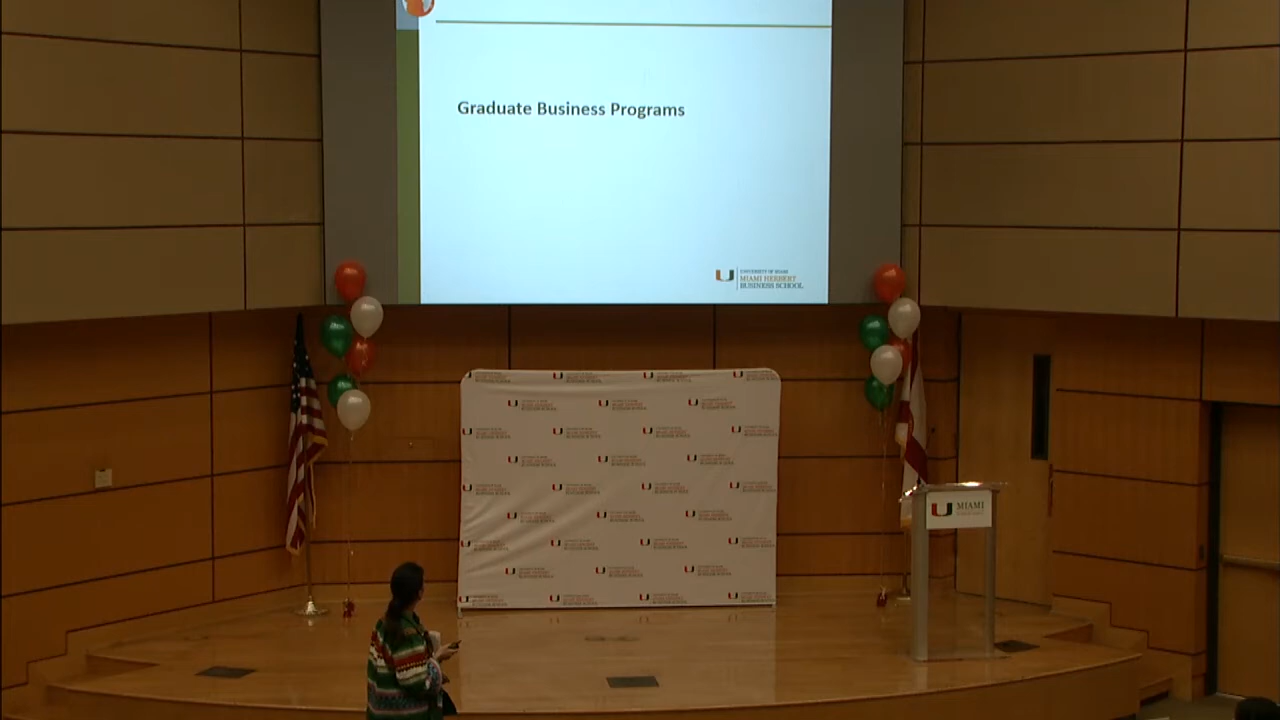 Graduate Business Programs
UNIVERSITY OF MIAMI
MIAMI HERBERT
BUSINESS SCHOOL
MIAMI